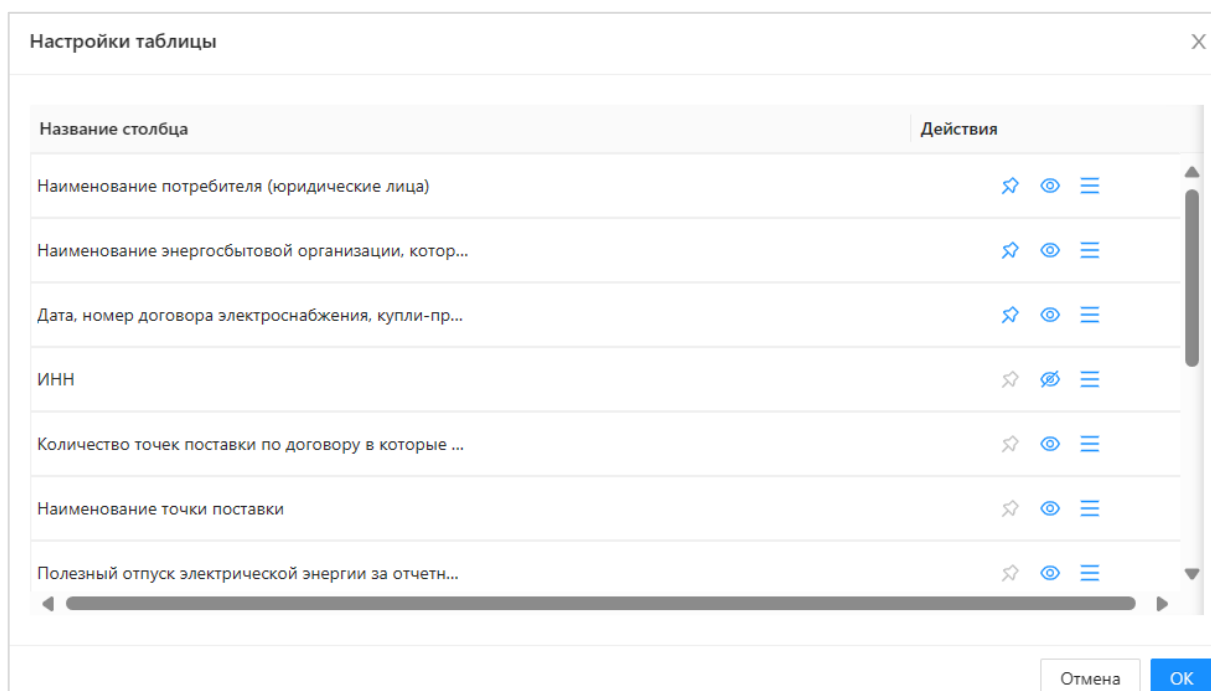 Настройки таблицы
Название столбца Действия
Наименование потребителя (юридические лица)
Наименование энергосбытовой организации, котор...
Дата, номер договора электроснабжения, купли-пр...
ИНН
Количество точек поставки по договору в которые ...
Наименование точки поставки
Полезный отпуск электрической энергии за отчетн...
Отмена ОК